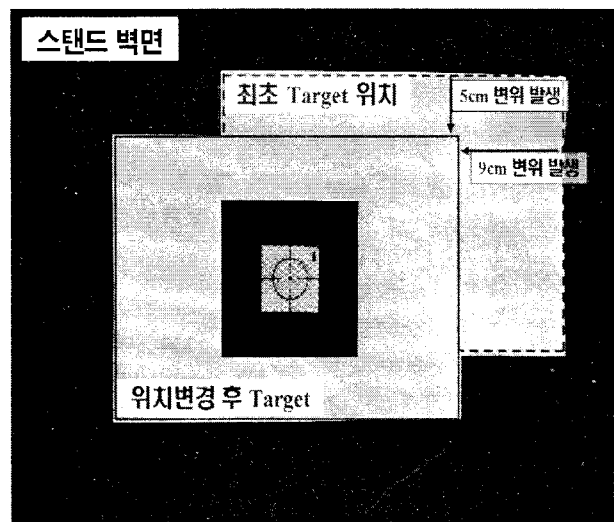 스탠드 벽면
최초 Target 위치
5cm 변위 발생
9cm 변위 발생
위치변경 후 Target